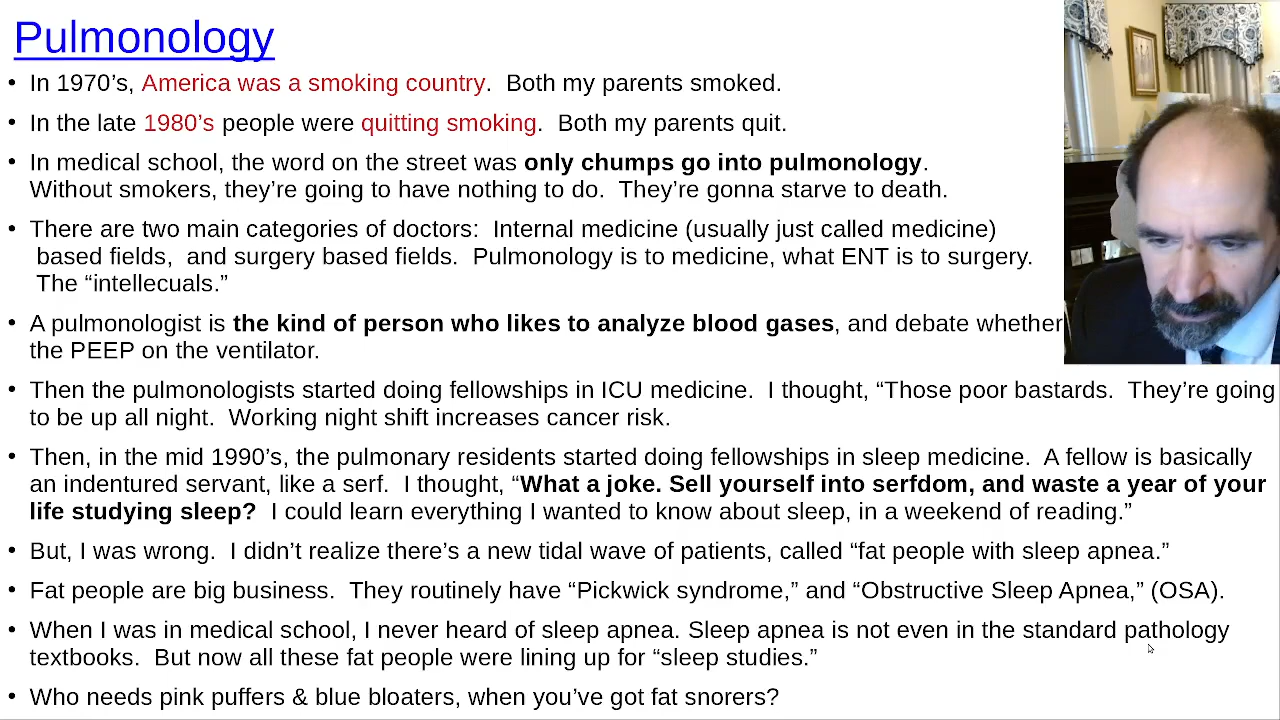 Pulmonology
• In 1970’s, America was a smoking country.  Both my parents smoked.
• In the late 1980’s people were quitting smoking.  Both my parents quit.
• In medical school, the word on the street was only chumps go into pulmonology.
Without smokers, they’re going to have nothing to do.  They’re gonna starve to death.
• There are two main categories of doctors:  Internal medicine (usually just called medicine)
based fields,  and surgery based fields.  Pulmonology is to medicine, what ENT is to surgery.
The “intellecuals.”
• A pulmonologist is the kind of person who likes to analyze blood gases, and debate whether
the PEEP on the ventilator.
• Then the pulmonologists started doing fellowships in ICU medicine.  I thought, “Those poor bastards.  They’re going
to be up all night.  Working night shift increases cancer risk.
• Then, in the mid 1990’s, the pulmonary residents started doing fellowships in sleep medicine.  A fellow is basically
an indentured servant, like a serf.  I thought, “What a joke. Sell yourself into serfdom, and waste a year of your
life studying sleep?  I could learn everything I wanted to know about sleep, in a weekend of reading.”
• But, I was wrong.  I didn’t realize there’s a new tidal wave of patients, called “fat people with sleep apnea.”
• Fat people are big business.  They routinely have “Pickwick syndrome,” and “Obstructive Sleep Apnea,” (OSA).
• When I was in medical school, I never heard of sleep apnea. Sleep apnea is not even in the standard pathology
textbooks.  But now all these fat people were lining up for “sleep studies.”
• Who needs pink puffers & blue bloaters, when you’ve got fat snorers?